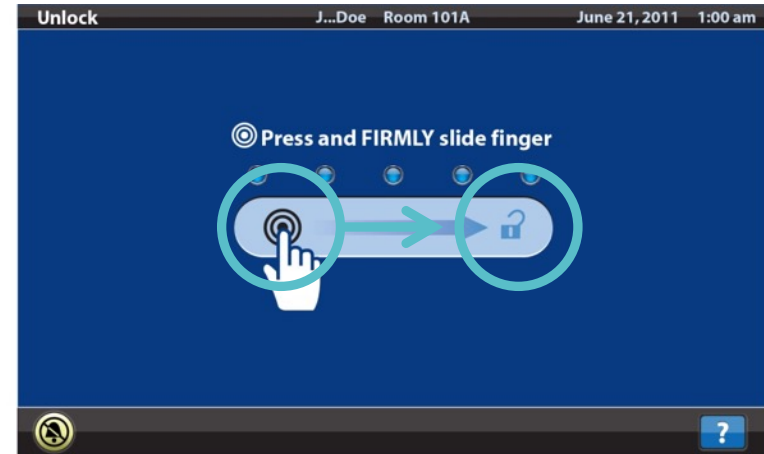 Unlock J...Doe Room 101A June 21, 2011 1:00 am
Press and FIRMLY slide finger
?